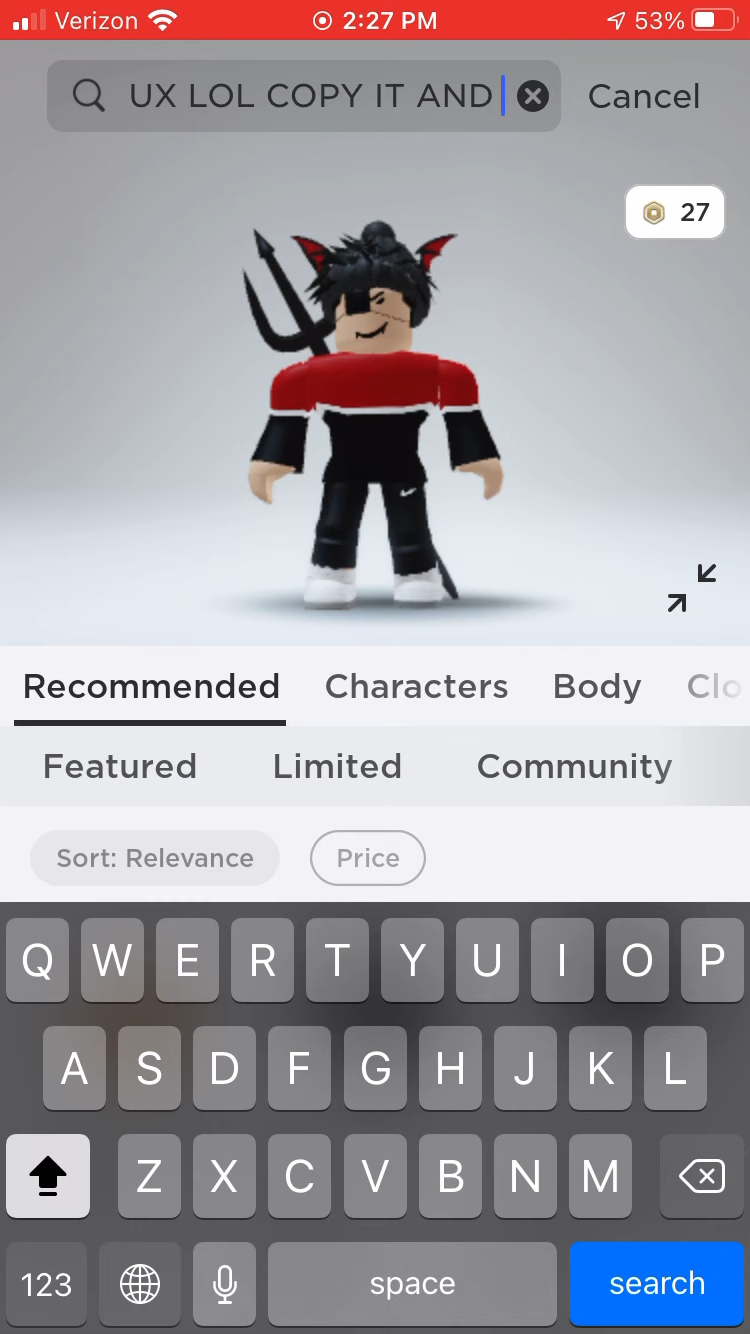 Verizon 2:27 PM 53%
UX LOL COPY IT AND Cancel
27
Recommended Characters Body Clo
Featured Limited Community
Sort: Relevance Price
Q W E R T Y U I O P
A S D F G H J K L
Z X C V B N M
123 space search